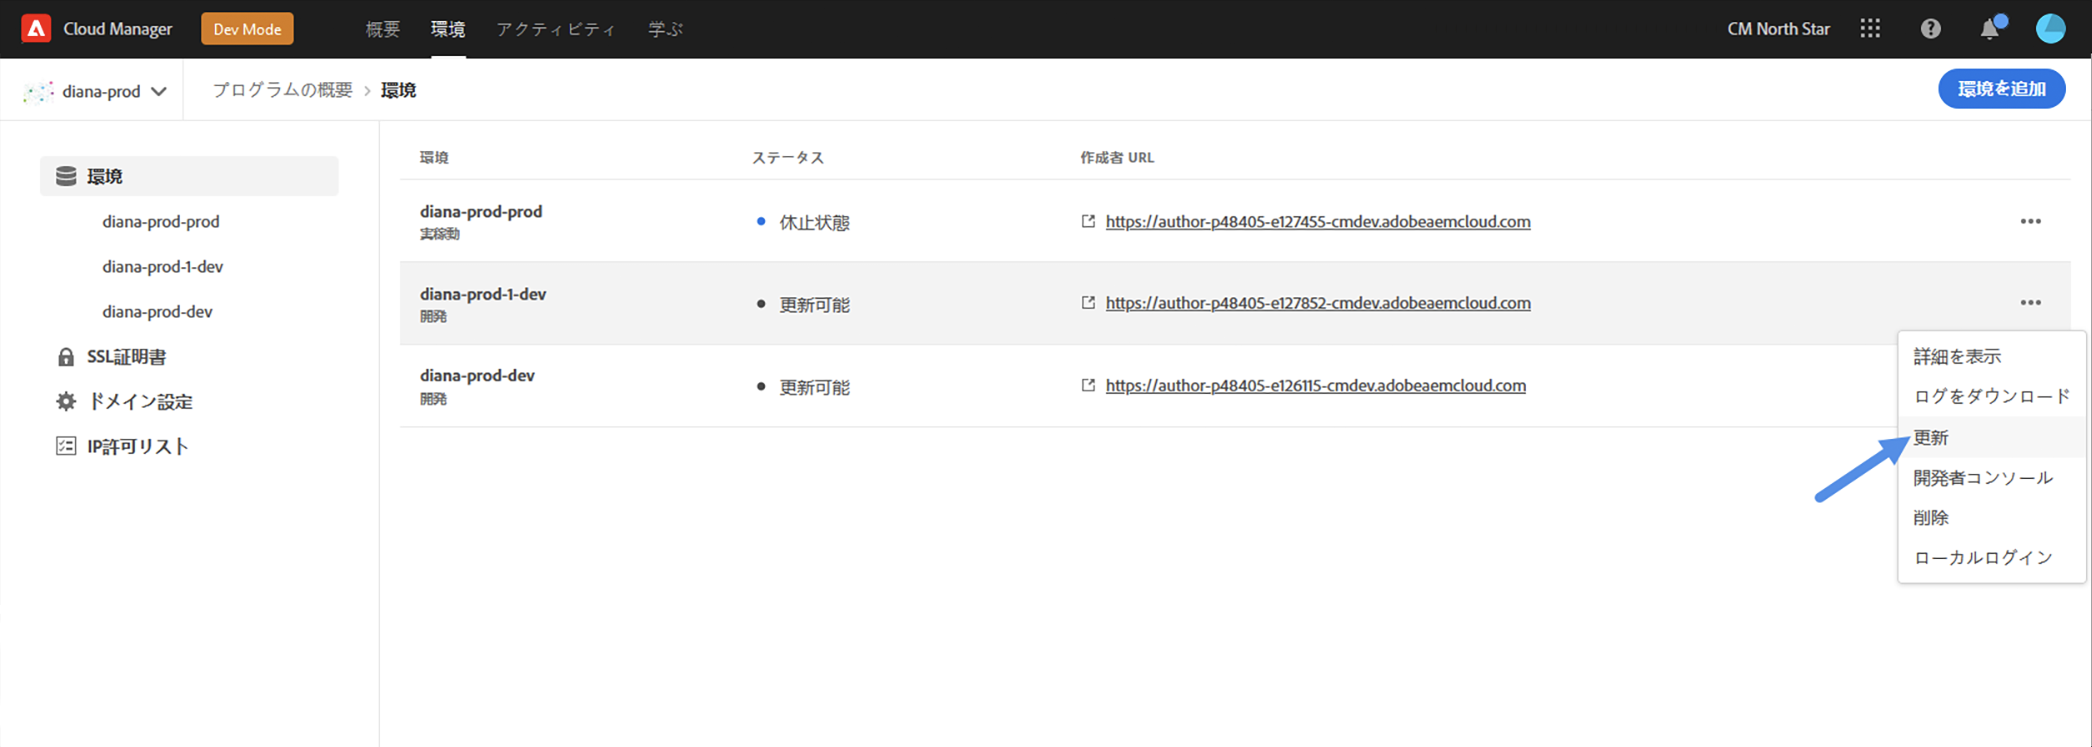 Cloud Manager Dev Mode 概要 環境 アクティビティ 学ぶ CM North Star
diana-prod プログラムの概要 > 環境 環境を追加
環境
diana-prod-prod
diana-prod-1-dev
diana-prod-dev
SSL証明書
ドメイン設定
IP許可リスト
環境 ステータス 作成者 URL
diana-prod-prod
実稼動
休止状態
https://author-p48405-e127455-cmdev.adobeaemcloud.com
diana-prod-1-dev
開発
更新可能
https://author-p48405-e127852-cmdev.adobeaemcloud.com
diana-prod-dev
開発
更新可能
https://author-p48405-e126115-cmdev.adobeaemcloud.com
詳細を表示
ログをダウンロード
更新
開発者コンソール
削除
ローカルログイン